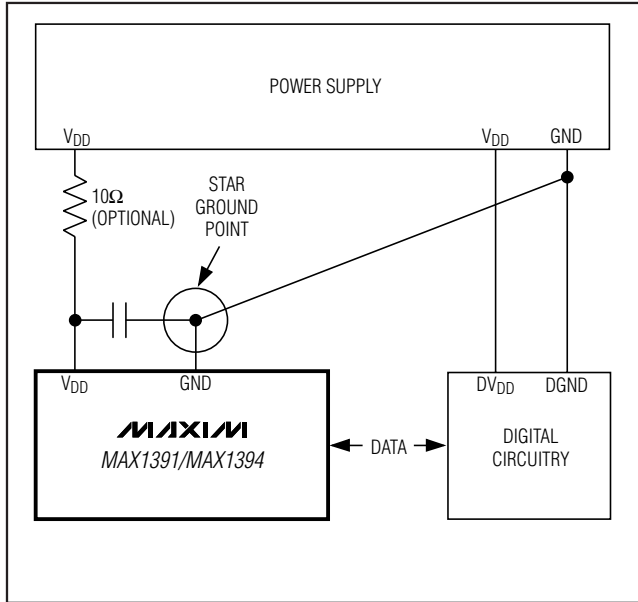 POWER SUPPLY
VDD
VDD
GND
10Ω
(OPTIONAL)
STAR
GROUND
POINT
VDD
GND
DVDD
DGND
MAXIM
MAX1391/MAX1394
DATA
DIGITAL
CIRCUITRY